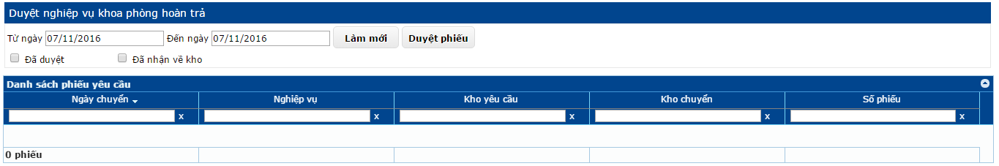 Duyệt nghiệp vụ khoa phòng hoàn trả
Từ ngày 07/11/2016 Đến ngày 07/11/2016 Làm mới Duyệt phiếu
Đã duyệt Đã nhận về kho
Danh sách phiếu yêu cầu
Ngày chuyển Nghiệp vụ Kho yêu cầu Kho chuyển Số phiếu
x x x x x
0 phiếu